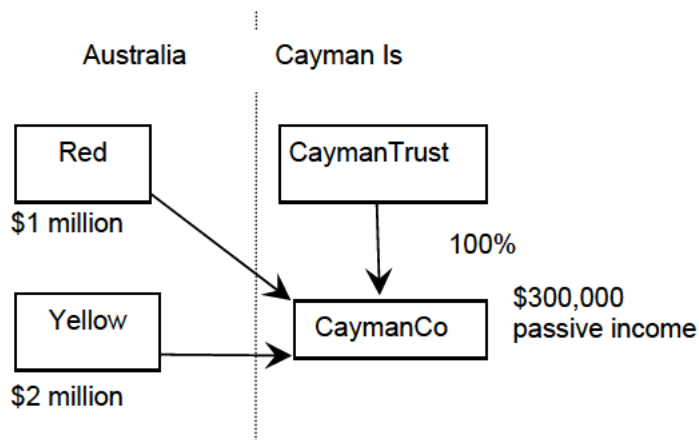 Australia
Cayman Is
Red
CaymanTrust
$1 million
100%
Yellow
CaymanCo
$300,000
passive income
$2 million